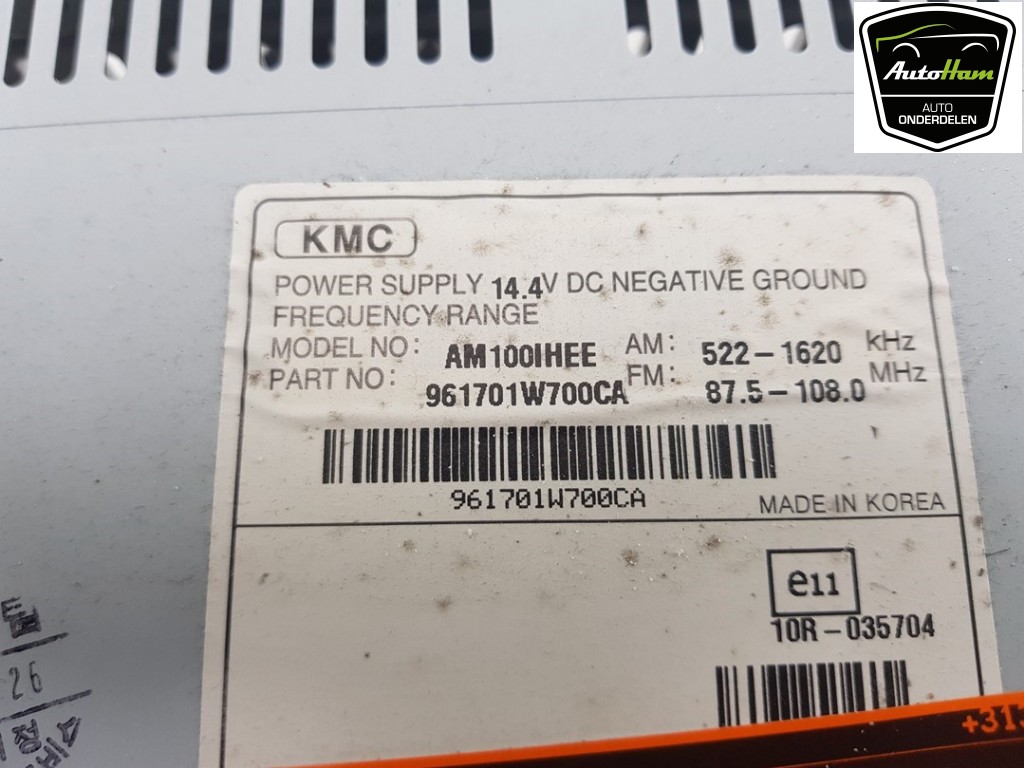 AutoHam
AUTO
ONDERDELEN
KMC
POWER SUPPLY 14.4V DC NEGATIVE GROUND
FREQUENCY RANGE
MODEL NO: AM100IHEE AM: 522-1620 kHz
PART NO: 961701W700CA FM: 87.5-108.0 MHz
961701W700CA
MADE IN KOREA
e11
10R-035704
26